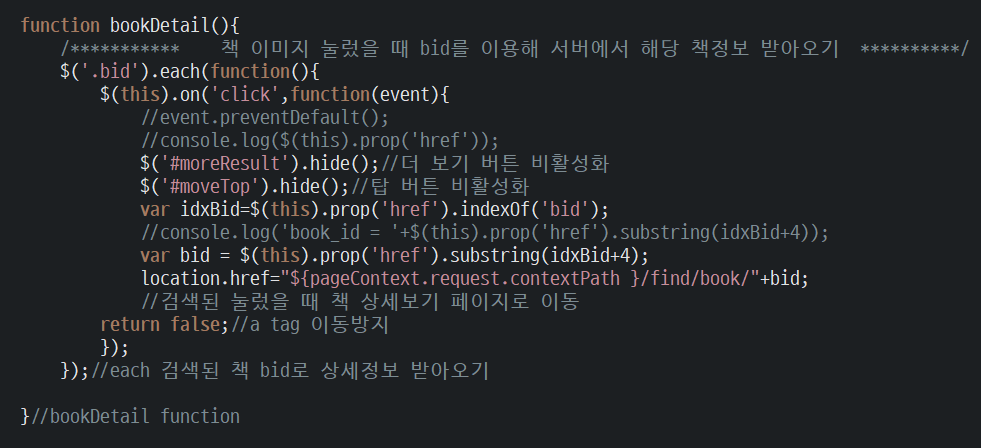 function bookDetail(){
/*********** 책 이미지 눌렀을 때 bid를 이용해 서버에서 해당 책정보 받아오기 **********/
$('.bid').each(function(){
$(this).on('click',function(event){
//event.preventDefault();
//console.log($(this).prop('href'));
$('#moreResult').hide();//더 보기 버튼 비활성화
$('#moveTop').hide();//탑 버튼 비활성화
var idxBid=$(this).prop('href').indexOf('bid');
//console.log('book_id = '+$(this).prop('href').substring(idxBid+4));
var bid = $(this).prop('href').substring(idxBid+4);
location.href="${pageContext.request.contextPath }/find/book/"+bid;
//검색된 눌렀을 때 책 상세보기 페이지로 이동
return false;//a tag 이동방지
});
});//each 검색된 책 bid로 상세정보 받아오기
}//bookDetail function